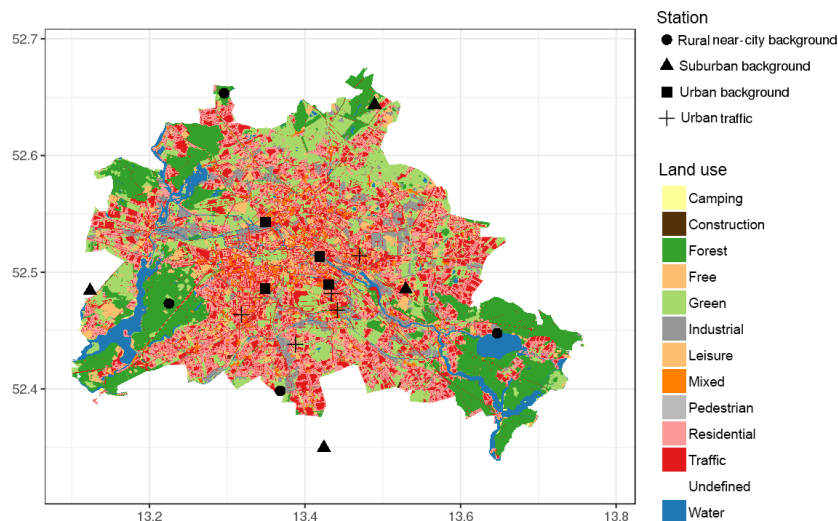 52.7
52.6
52.5
52.4
13.2
13.4
13.6
13.8
Station
Rural near-city background
Suburban background
Urban background
Urban traffic
Land use
Camping
Construction
Forest
Free
Green
Industrial
Leisure
Mixed
Pedestrian
Residential
Traffic
Undefined
Water